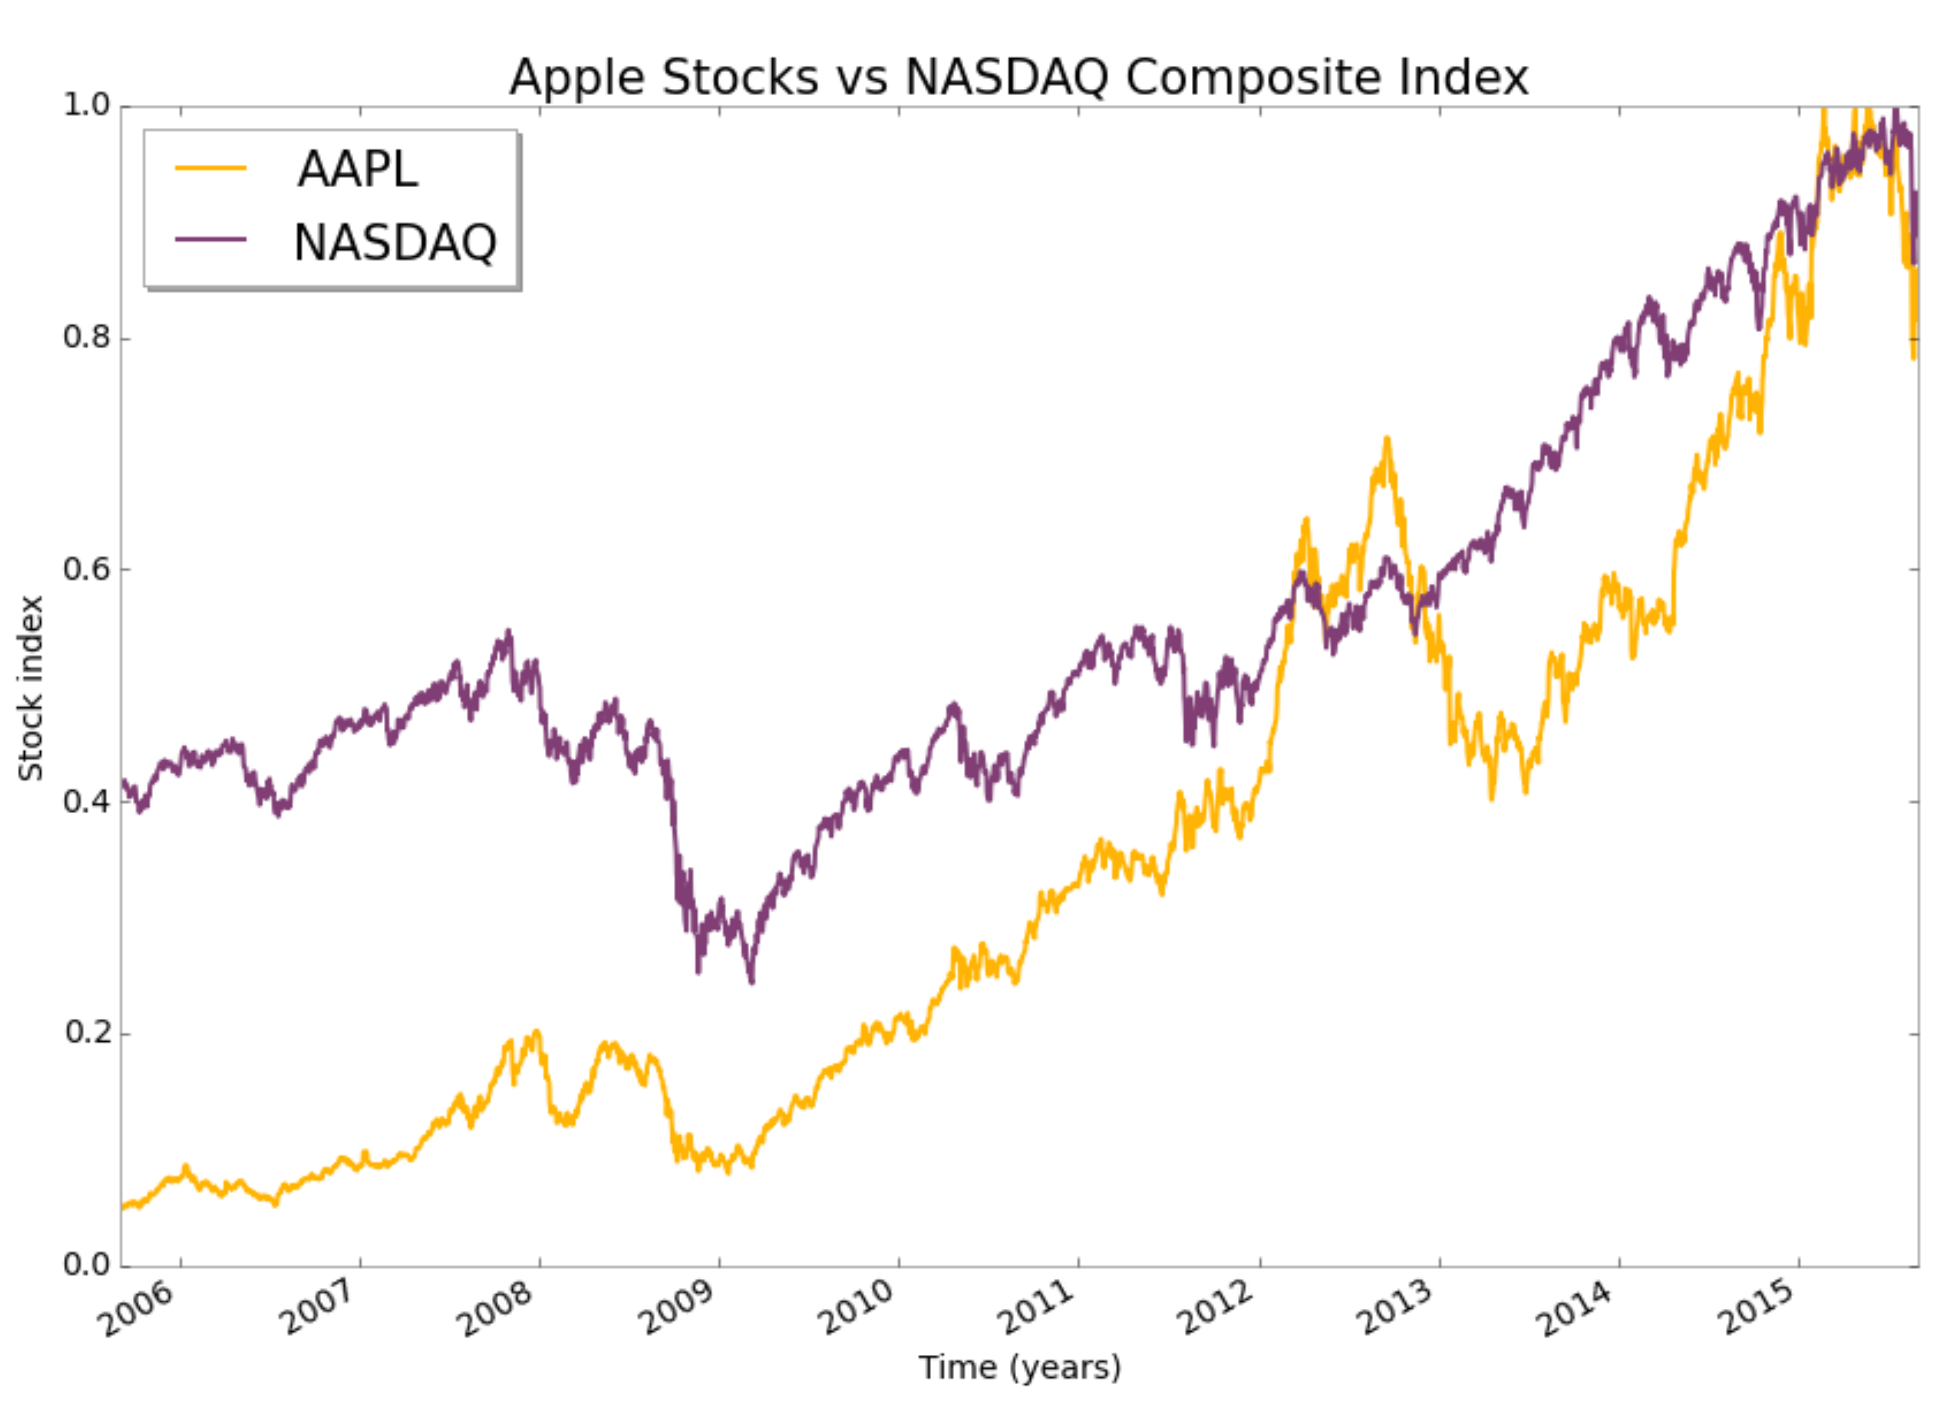 Apple Stocks vs NASDAQ Composite Index
1.0
AAPL
NASDAQ
0.8
0.6
Stock index
0.4
0.2
0.0
2006 2007 2008 2009 2010 2011 2012 2013 2014 2015
Time (years)